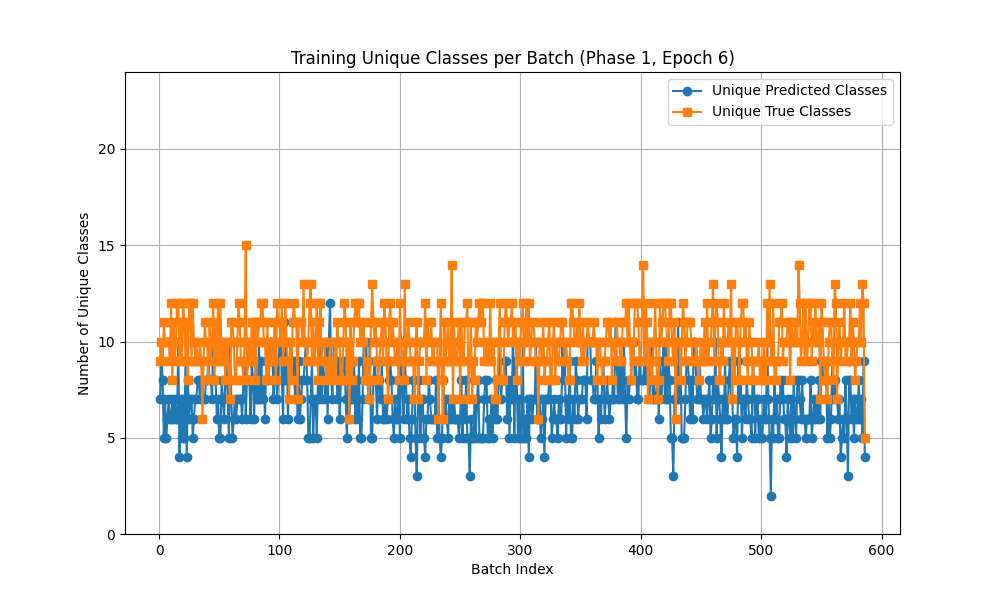 Training Unique Classes per Batch (Phase 1, Epoch 6)
Unique Predicted Classes
Unique True Classes
Number of Unique Classes
20
15
10
5
0
0 100 200 300 400 500 600
Batch Index